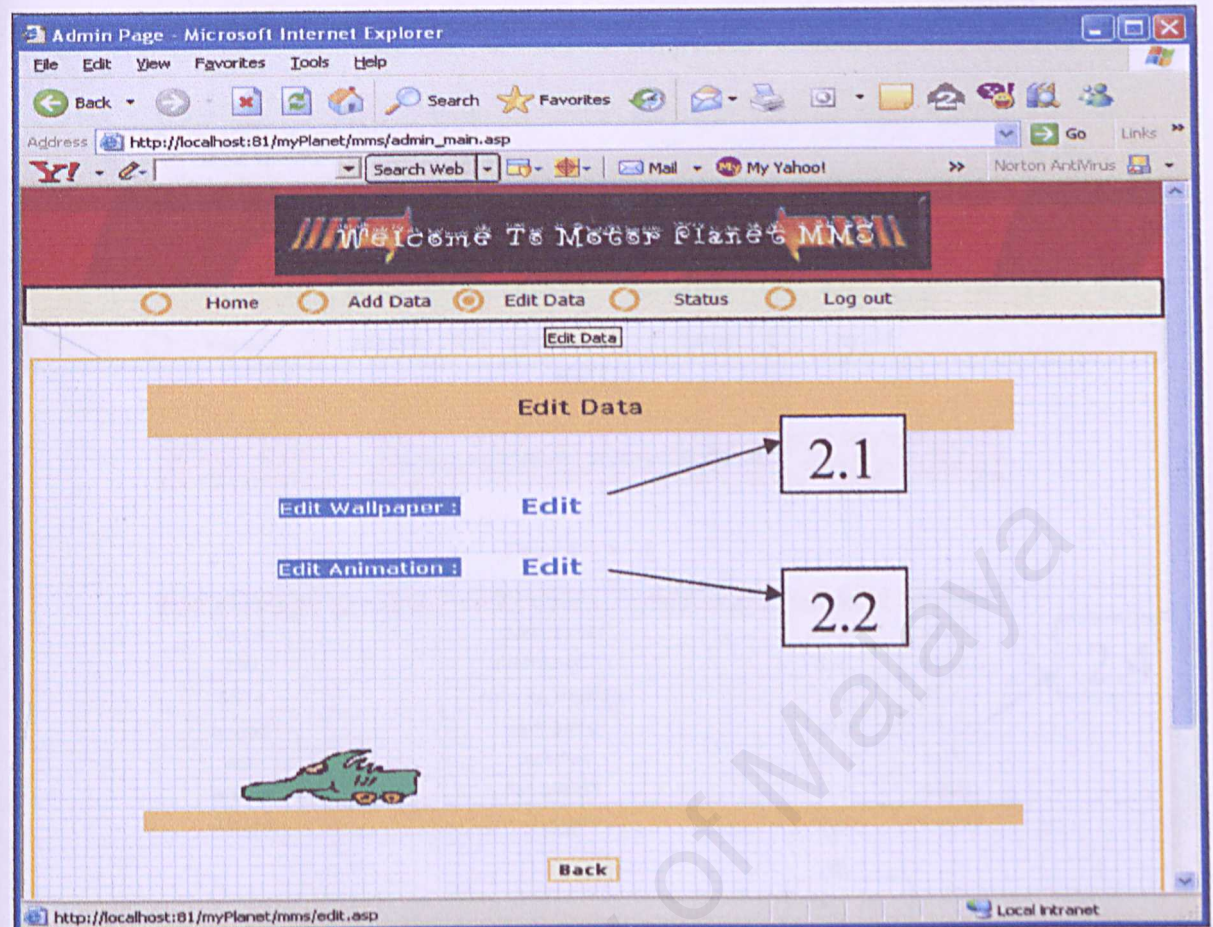 Admin Page - Microsoft Internet Explorer
File Edit View Favorites Tools Help
Back Search Favorites
Address http://localhost:81/myPlanet/mms/admin_main.asp Go Links »
Y! Search Web Mail My Yahoo! » Norton AntiVirus
Welcome To Motor Planet MMS
Home Add Data Edit Data Status Log out
Edit Data
Edit Data
2.1
Edit Wallpaper : Edit
Edit Animation : Edit
2.2
Back
http://localhost:81/myPlanet/mms/edit.asp Local intranet
of Malaya